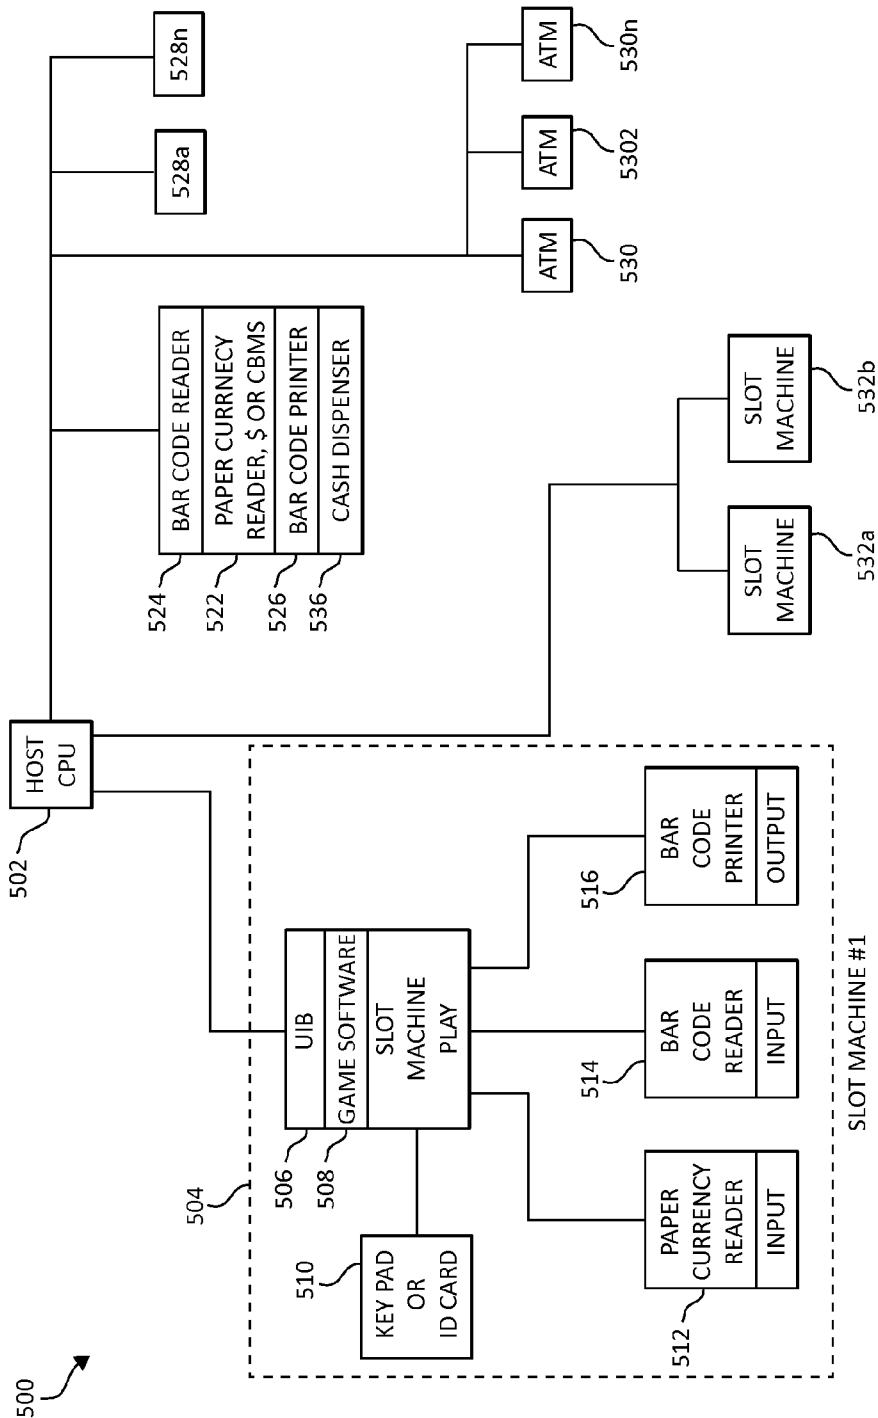 500
502
HOST
CPU
528n
528a
524
BAR CODE READER
522
PAPER CURRNECY
READER, $ OR CBMS
526
BAR CODE PRINTER
536
CASH DISPENSER
ATM
530
ATM
5302
ATM
530n
504
506
UIB
508
GAME SOFTWARE
SLOT
MACHINE
PLAY
510
KEY PAD
OR
ID CARD
512
PAPER
CURRENCY
READER
INPUT
514
BAR
CODE
READER
INPUT
516
BAR
CODE
PRINTER
OUTPUT
SLOT MACHINE #1
SLOT
MACHINE
532a
SLOT
MACHINE
532b